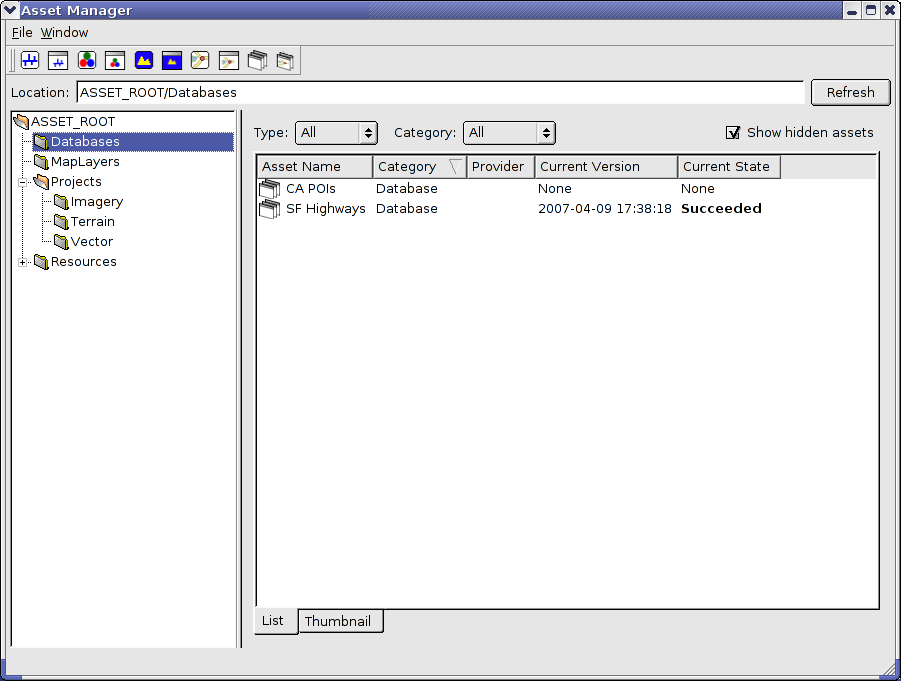 Asset Manager
File Window
Location: ASSET_ROOT/Databases Refresh
ASSET_ROOT
Databases
MapLayers
Projects
Imagery
Terrain
Vector
Resources
Type: All Category: All Show hidden assets
Asset Name Category Provider Current Version Current State
CA POIs Database None None
SF Highways Database 2007-04-09 17:38:18 Succeeded
List Thumbnail